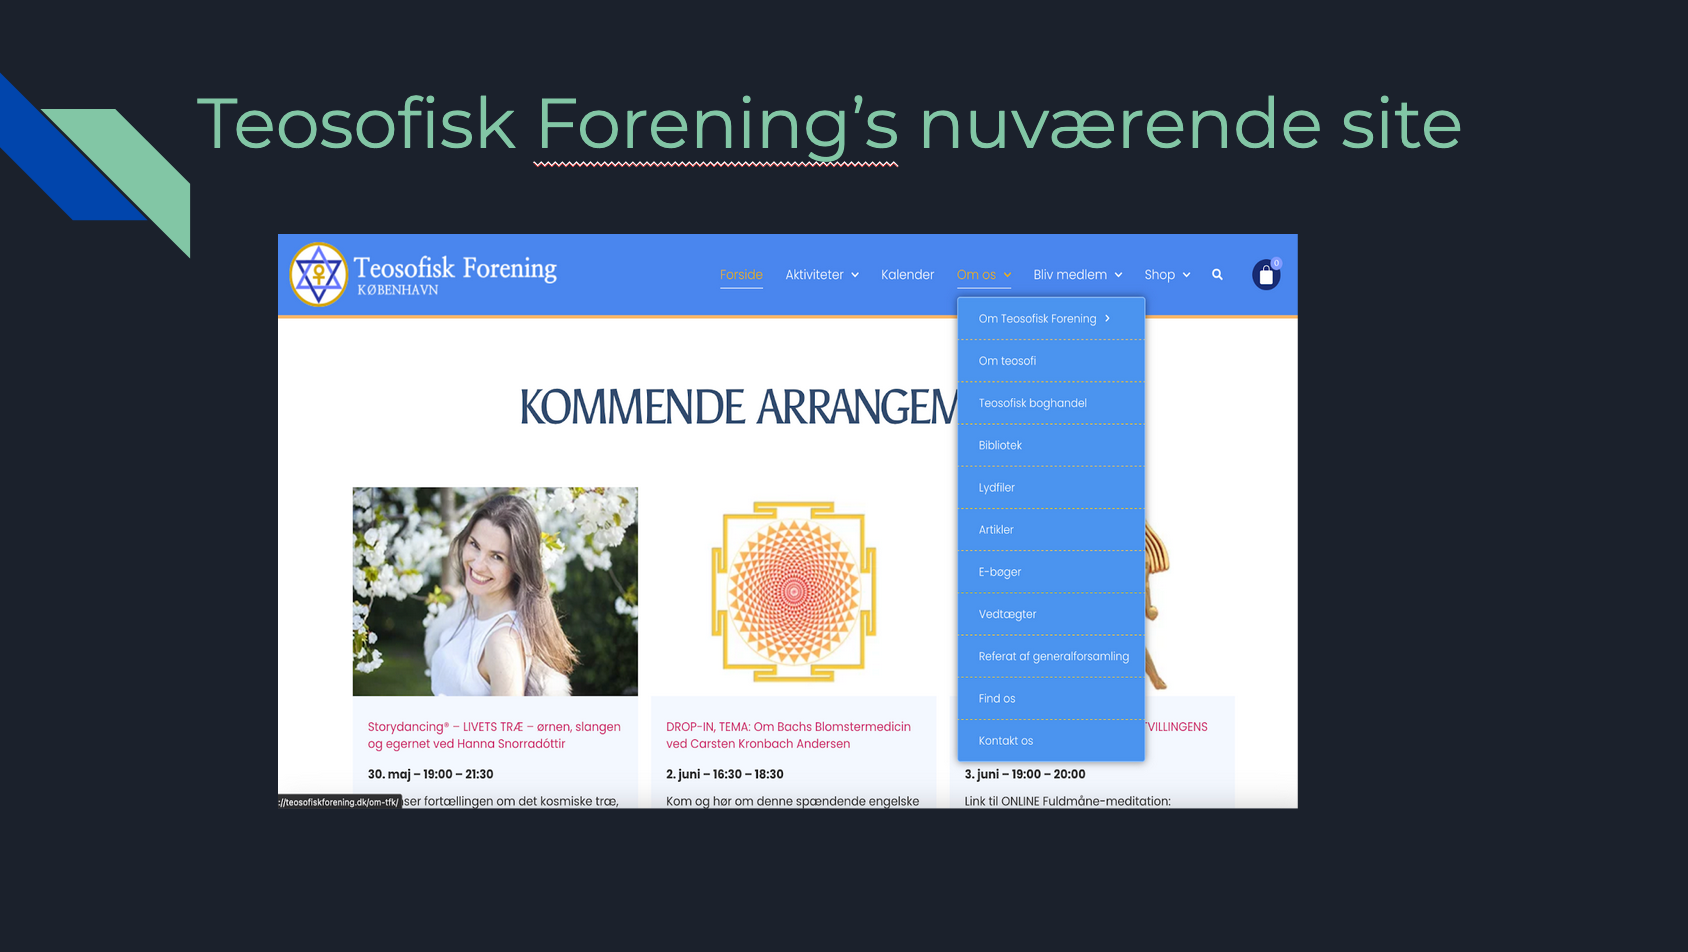 Teosofisk Forening’s nuværende site
Teosofisk Forening
KØBENHAVN
Forside Aktiviteter Kalender Om os Bliv medlem Shop 0
Om Teosofisk Forening
Om teosofi
Teosofisk boghandel
Bibliotek
Lydfiler
Artikler
E-bøger
Vedtægter
Referat af generalforsamling
Find os
Kontakt os
KOMMENDE ARRANGEM
Storydancing® – LIVETS TRÆ – ørnen, slangen
og egernet ved Hanna Snorradóttir
30. maj – 19:00 – 21:30
fortællingen om det kosmiske træ,
DROP-IN, TEMA: Om Bachs Blomstermedicin
ved Carsten Kronbach Andersen
2. juni – 16:30 – 18:30
Kom og hør om denne spændende engelske
VILLINGENS
3. juni – 19:00 – 20:00
Link til ONLINE Fuldmåne-meditation:
://teosofiskforening.dk/om-tfk/